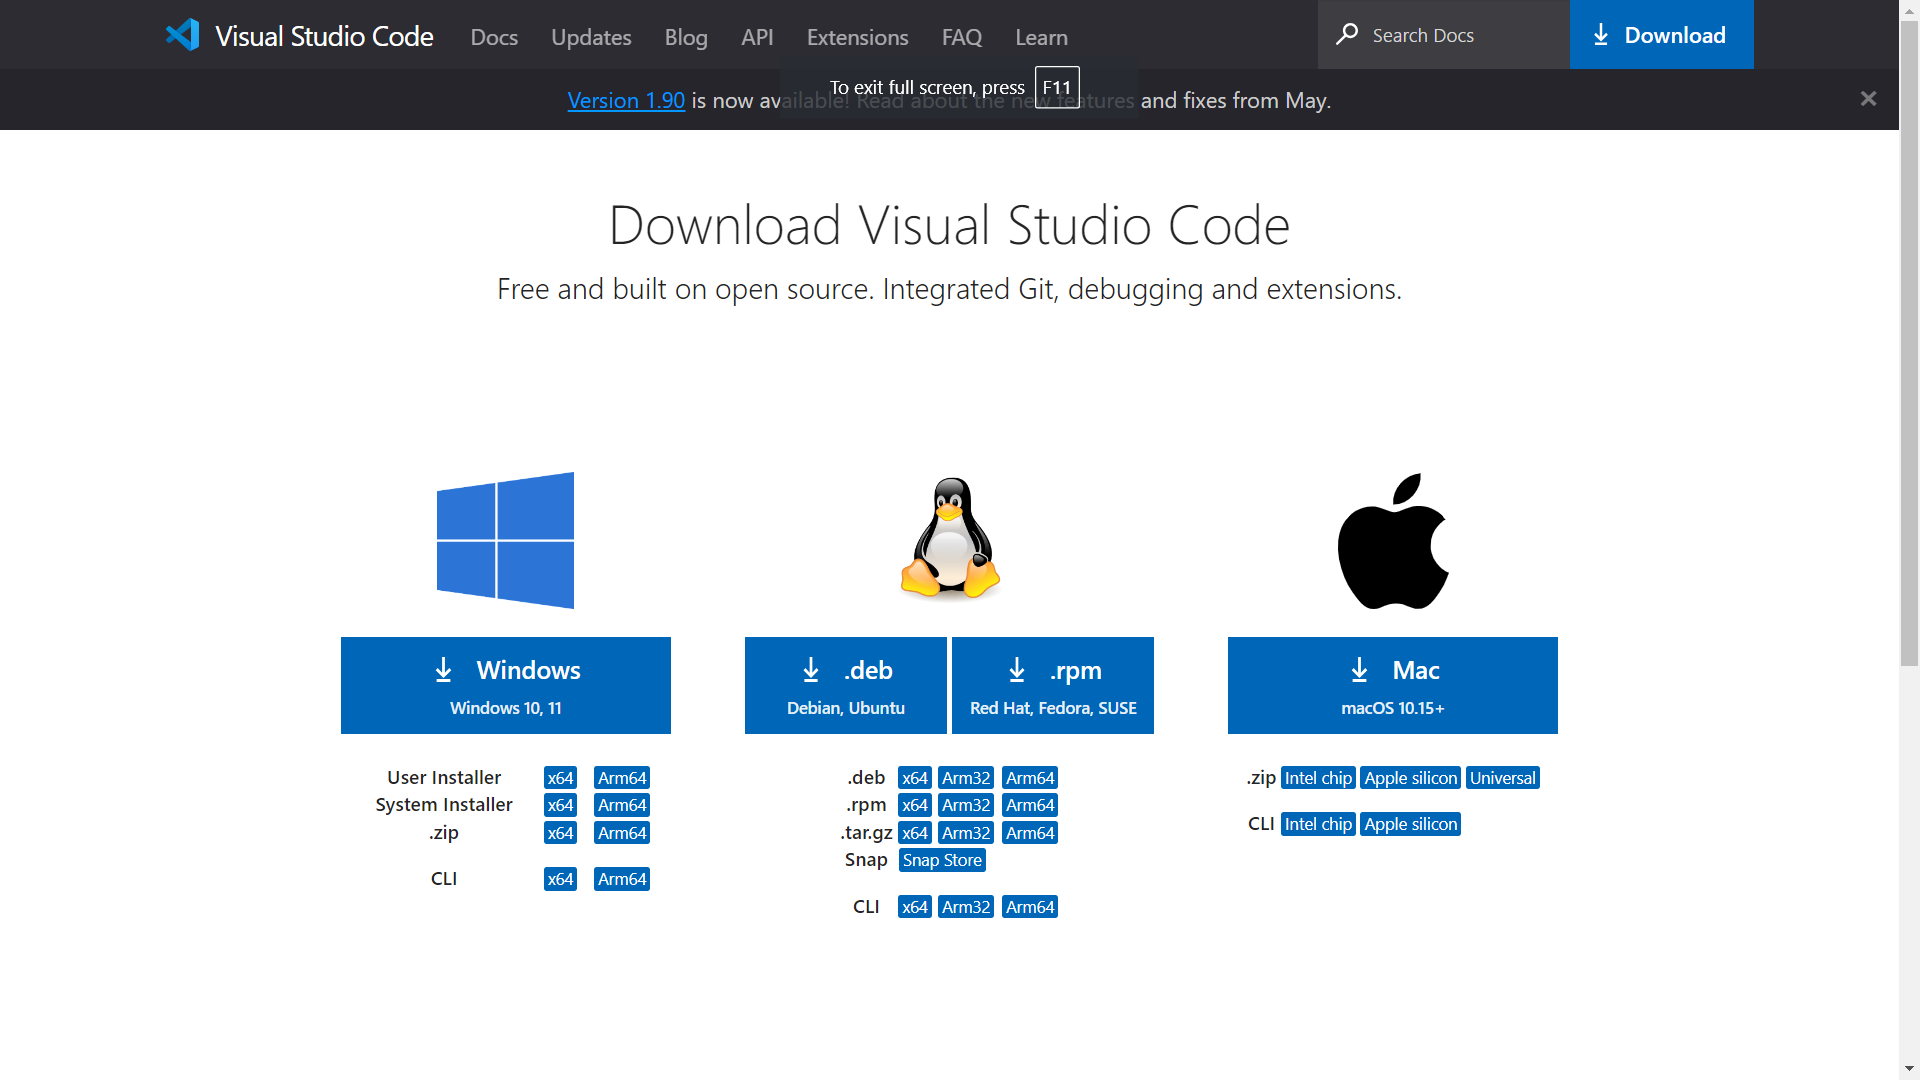 Visual Studio Code Docs Updates Blog API Extensions FAQ Learn Search Docs Download
To exit full screen, press F11
Version 1.90 is now available! Read about the new features and fixes from May.
Download Visual Studio Code
Free and built on open source. Integrated Git, debugging and extensions.
Windows
Windows 10, 11
User Installer x64 Arm64
System Installer x64 Arm64
.zip x64 Arm64
CLI x64 Arm64
.deb
Debian, Ubuntu
.rpm
Red Hat, Fedora, SUSE
.deb x64 Arm32 Arm64
.rpm x64 Arm32 Arm64
.tar.gz x64 Arm32 Arm64
Snap Snap Store
CLI x64 Arm32 Arm64
Mac
macOS 10.15+
.zip Intel chip Apple silicon Universal
CLI Intel chip Apple silicon